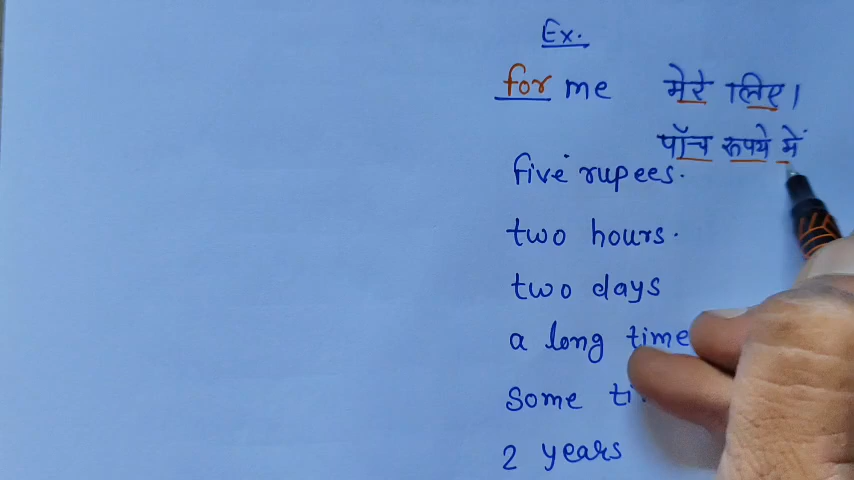 Ex.
for me मेरे लिए।
पाँच रूपये में
five rupees.
two hours.
two days
a long time
some
2 years